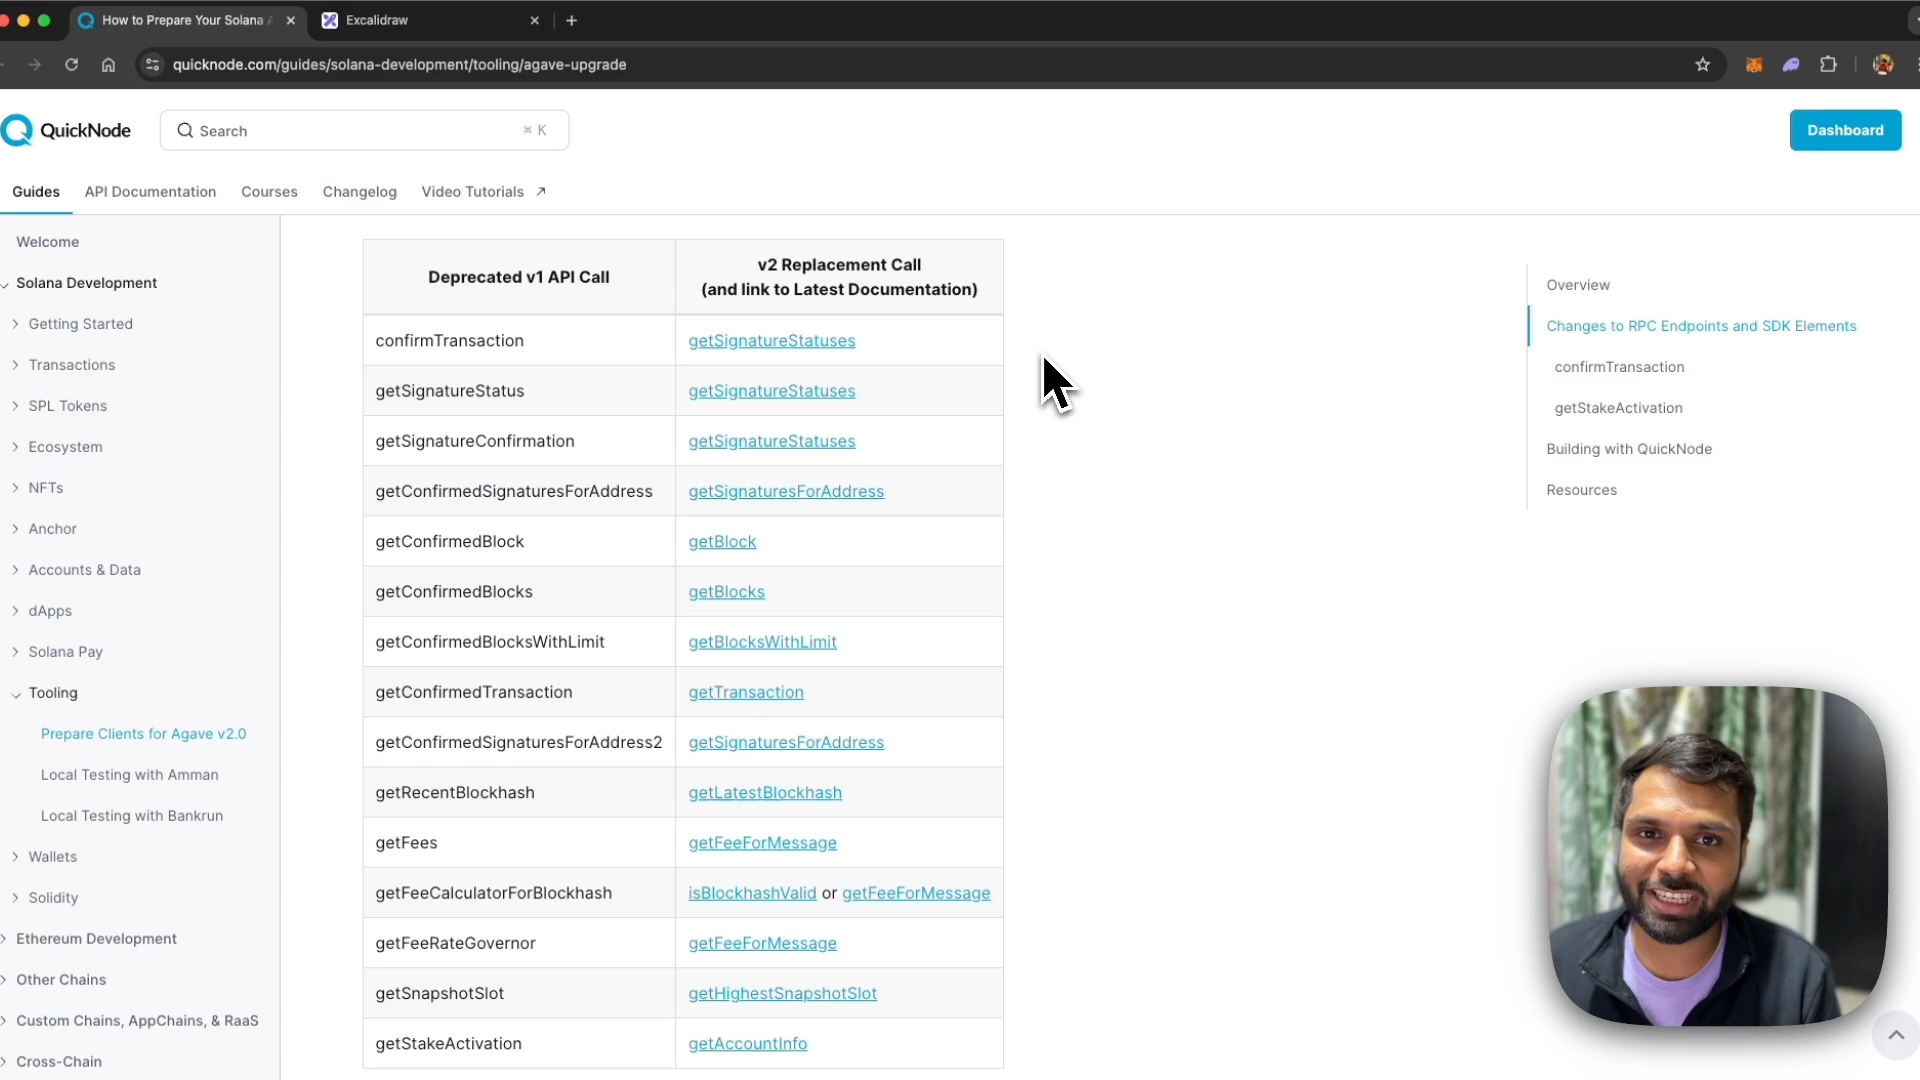 How to Prepare Your Solana
Excalidraw
quicknode.com/guides/solana-development/tooling/agave-upgrade
QuickNode
Search
⌘ K
Dashboard
Guides
API Documentation
Courses
Changelog
Video Tutorials ↗
Welcome
Solana Development
Getting Started
Transactions
SPL Tokens
Ecosystem
NFTs
Anchor
Accounts & Data
dApps
Solana Pay
Tooling
Prepare Clients for Agave v2.0
Local Testing with Amman
Local Testing with Bankrun
Wallets
Solidity
Ethereum Development
Other Chains
Custom Chains, AppChains, & RaaS
Cross-Chain
Deprecated v1 API Call
v2 Replacement Call
(and link to Latest Documentation)
confirmTransaction getSignatureStatuses
getSignatureStatus getSignatureStatuses
getSignatureConfirmation getSignatureStatuses
getConfirmedSignaturesForAddress getSignaturesForAddress
getConfirmedBlock getBlock
getConfirmedBlocks getBlocks
getConfirmedBlocksWithLimit getBlocksWithLimit
getConfirmedTransaction getTransaction
getConfirmedSignaturesForAddress2 getSignaturesForAddress
getRecentBlockhash getLatestBlockhash
getFees getFeeForMessage
getFeeCalculatorForBlockhash isBlockhashValid or getFeeForMessage
getFeeRateGovernor getFeeForMessage
getSnapshotSlot getHighestSnapshotSlot
getStakeActivation getAccountInfo
Overview
Changes to RPC Endpoints and SDK Elements
confirmTransaction
getStakeActivation
Building with QuickNode
Resources